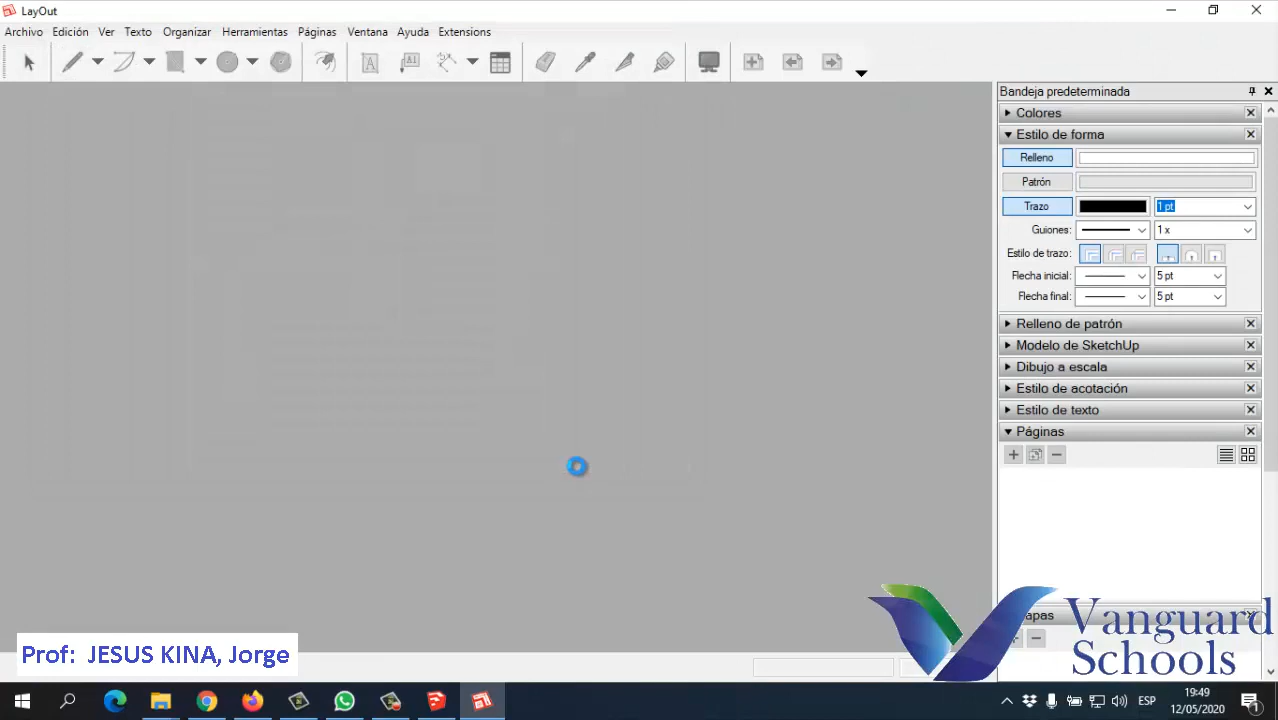 LayOut
Archivo Edición Ver Texto Organizar Herramientas Páginas Ventana Ayuda Extensions
Bandeja predeterminada
Colores
Estilo de forma
Relleno
Patrón
Trazo 1 pt
Guiones: 1 x
Estilo de trazo:
Flecha inicial: 5 pt
Flecha final: 5 pt
Relleno de patrón
Modelo de SketchUp
Dibujo a escala
Estilo de acotación
Estilo de texto
Páginas
apas
Vanguard
Schools
Prof: JESUS KINA, Jorge
ESP
19:49
12/05/2020
1